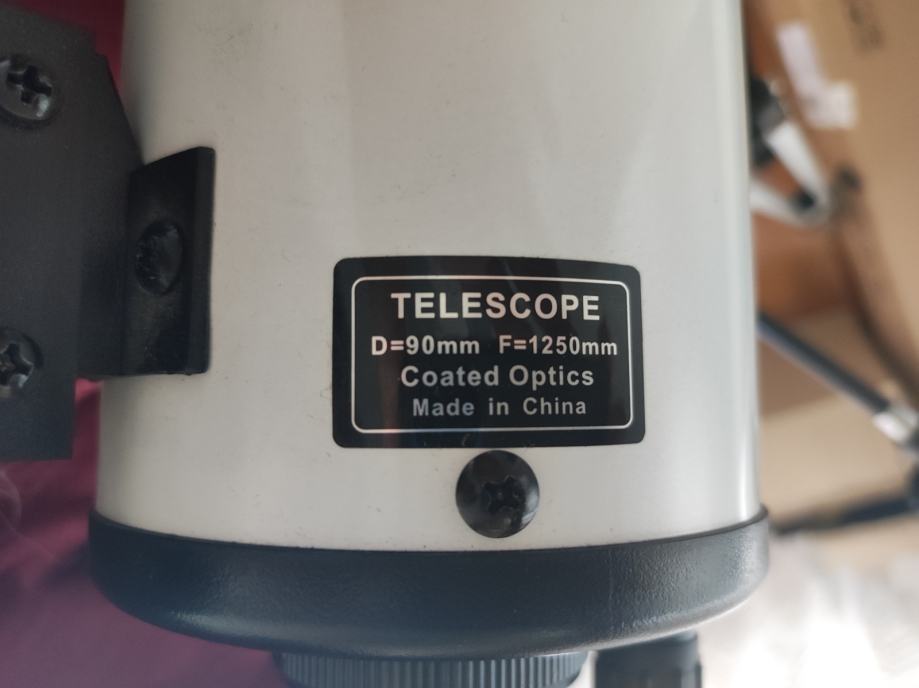 TELESCOPE
D=90mm F=1250mm
Coated Optics
Made in China